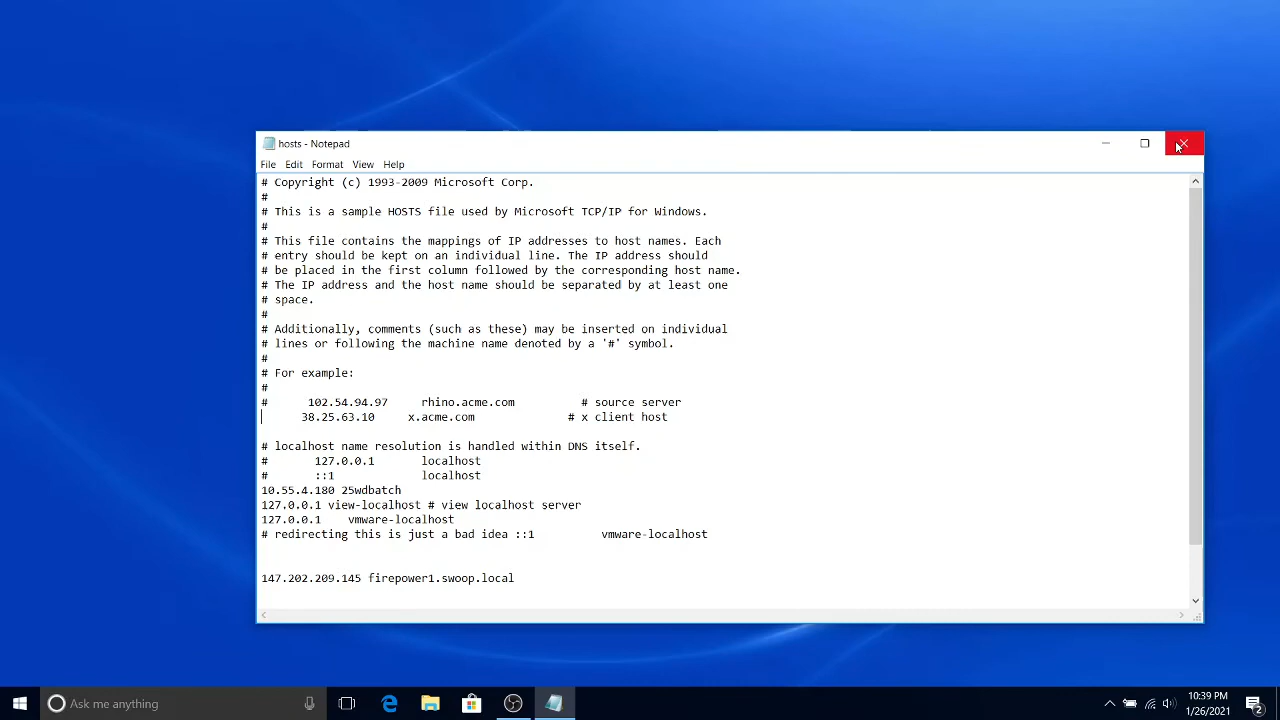 hosts - Notepad
File Edit Format View Help
# Copyright (c) 1993-2009 Microsoft Corp.
#
# This is a sample HOSTS file used by Microsoft TCP/IP for Windows.
#
# This file contains the mappings of IP addresses to host names. Each
# entry should be kept on an individual line. The IP address should
# be placed in the first column followed by the corresponding host name.
# The IP address and the host name should be separated by at least one
# space.
#
# Additionally, comments (such as these) may be inserted on individual
# lines or following the machine name denoted by a '#' symbol.
#
# For example:
#
# 102.54.94.97 rhino.acme.com # source server
38.25.63.10 x.acme.com # x client host
# localhost name resolution is handled within DNS itself.
# 127.0.0.1 localhost
# ::1 localhost
10.55.4.180 25wdbatch
127.0.0.1 view-localhost # view localhost server
127.0.0.1 vmware-localhost
# redirecting this is just a bad idea ::1 vmware-localhost
147.202.209.145 firepower1.swoop.local
Ask me anything
10:39 PM
1/26/2021
2